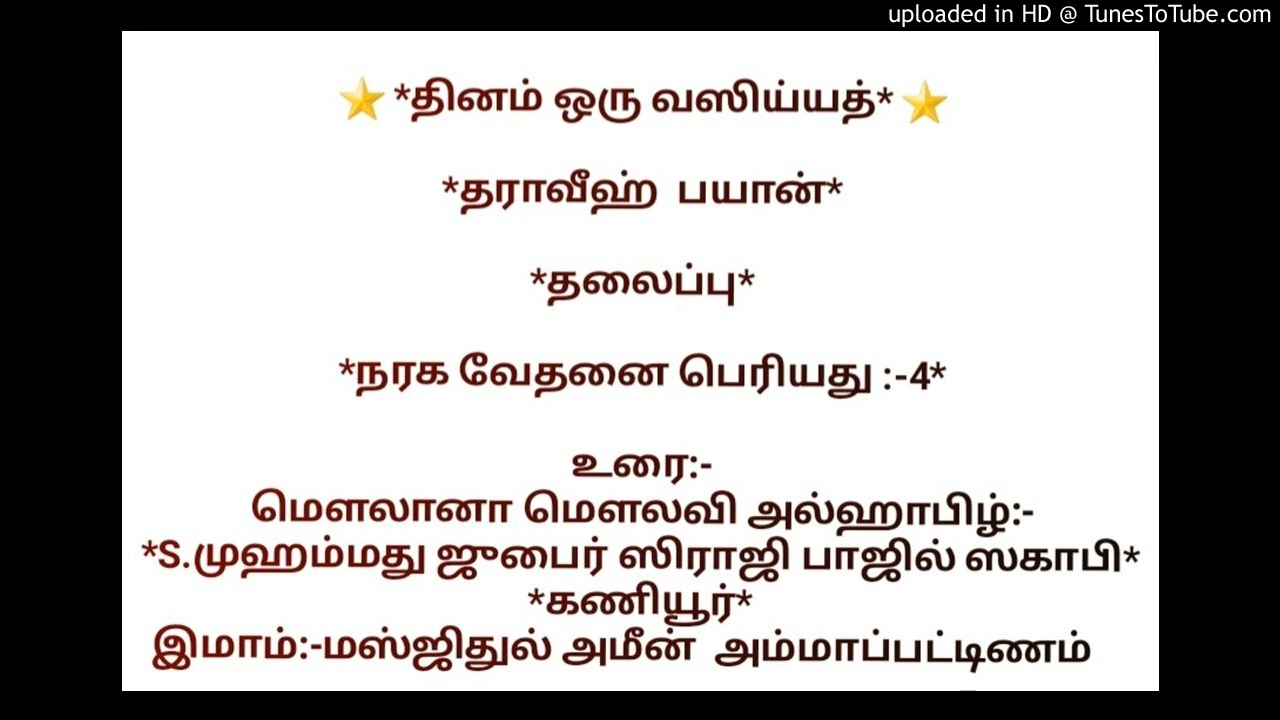 uploaded in HD @ TunesToTube.com
⭐ *தினம் ஒரு வஸிய்யத்* ⭐
*தராவீஹ் பயான்*
*தலைப்பு*
*நரக வேதனை பெரியது :-4*
உரை:-
மௌலானா மௌலவி அல்ஹாபிழ்:-
*S.முஹம்மது ஜுபைர் ஸிராஜி பாஜில் ஸகாபி*
*கணியூர்*
இமாம்:-மஸ்ஜிதுல் அமீன் அம்மாப்பட்டிணம்